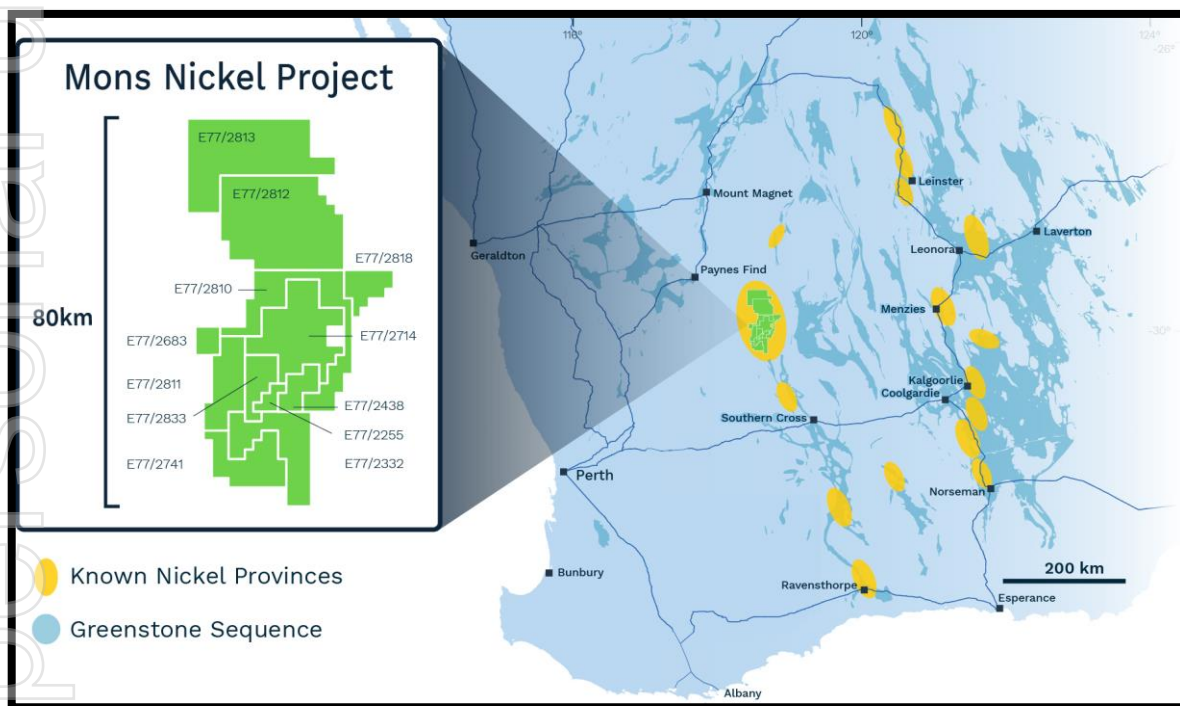 Mons Nickel Project
80km
E77/2813
E77/2812
E77/2818
E77/2810
E77/2683
E77/2714
E77/2811
E77/2833
E77/2438
E77/2255
E77/2741
E77/2332
Known Nickel Provinces
Greenstone Sequence
116°
120°
124°
-26°
-30°
Leinster
Mount Magnet
Laverton
Geraldton
Leonora
Paynes Find
Menzies
Kalgoorlie
Coolgardie
Southern Cross
Perth
Norseman
Bunbury
Ravensthorpe
200 km
Esperance
Albany